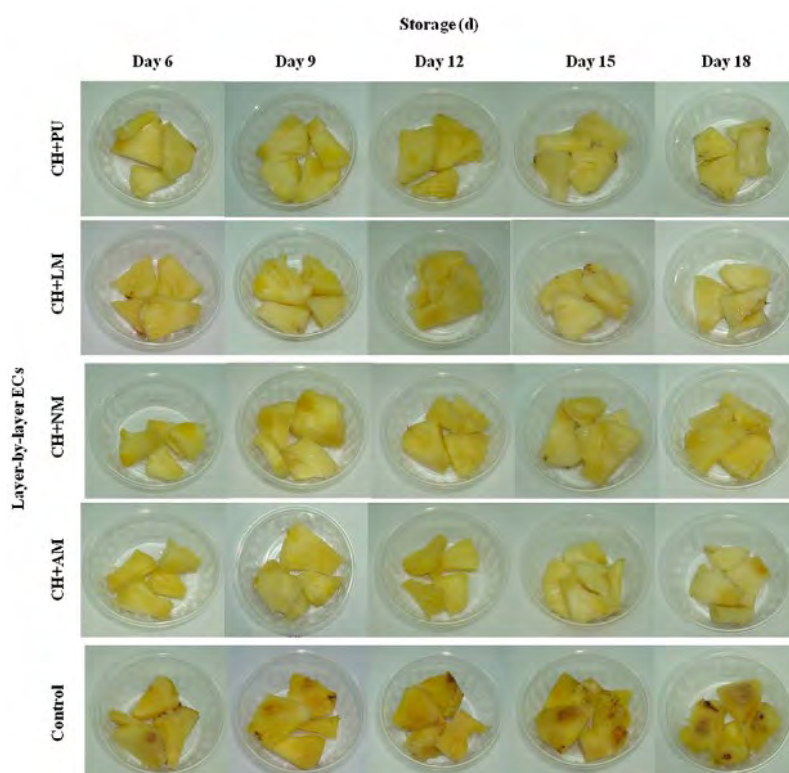 Storage (d)
Day 6 Day 9 Day 12 Day 15 Day 18
Layer-by-layer ECs
CH+PU
CH+LM
CH+NM
CH+AM
Control